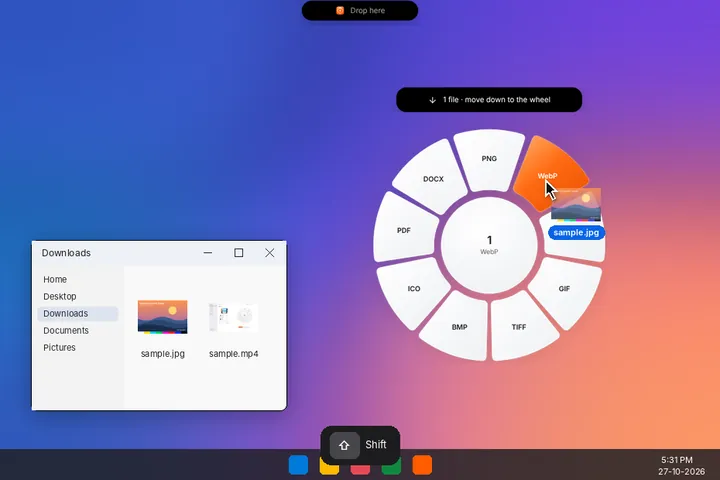 Drop here
1 file · move down to the wheel
PNG
DOCX
WebP
sample.jpg
PDF
1
WebP
ICO
GIF
BMP
TIFF
Downloads
Home
Desktop
Downloads
Documents
Pictures
sample.jpg
sample.mp4
Shift
5:31 PM
27-10-2026